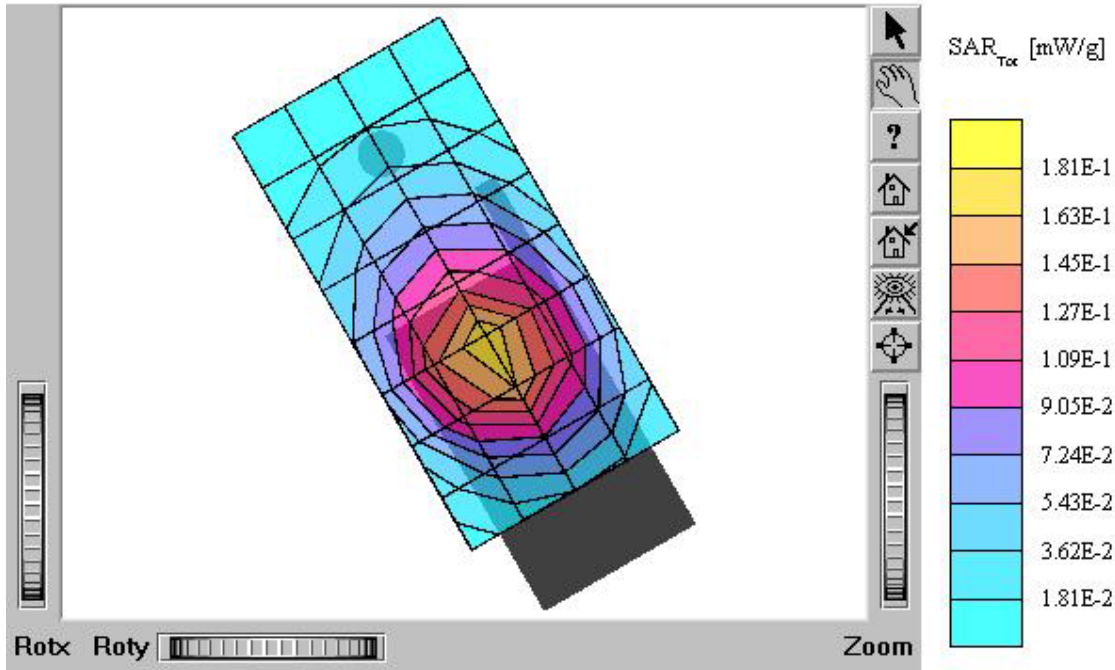 SARTot [mW/g]
?
1.81E-1
1.63E-1
1.45E-1
1.27E-1
1.09E-1
9.05E-2
7.24E-2
5.43E-2
3.62E-2
1.81E-2
Rotx Roty Zoom